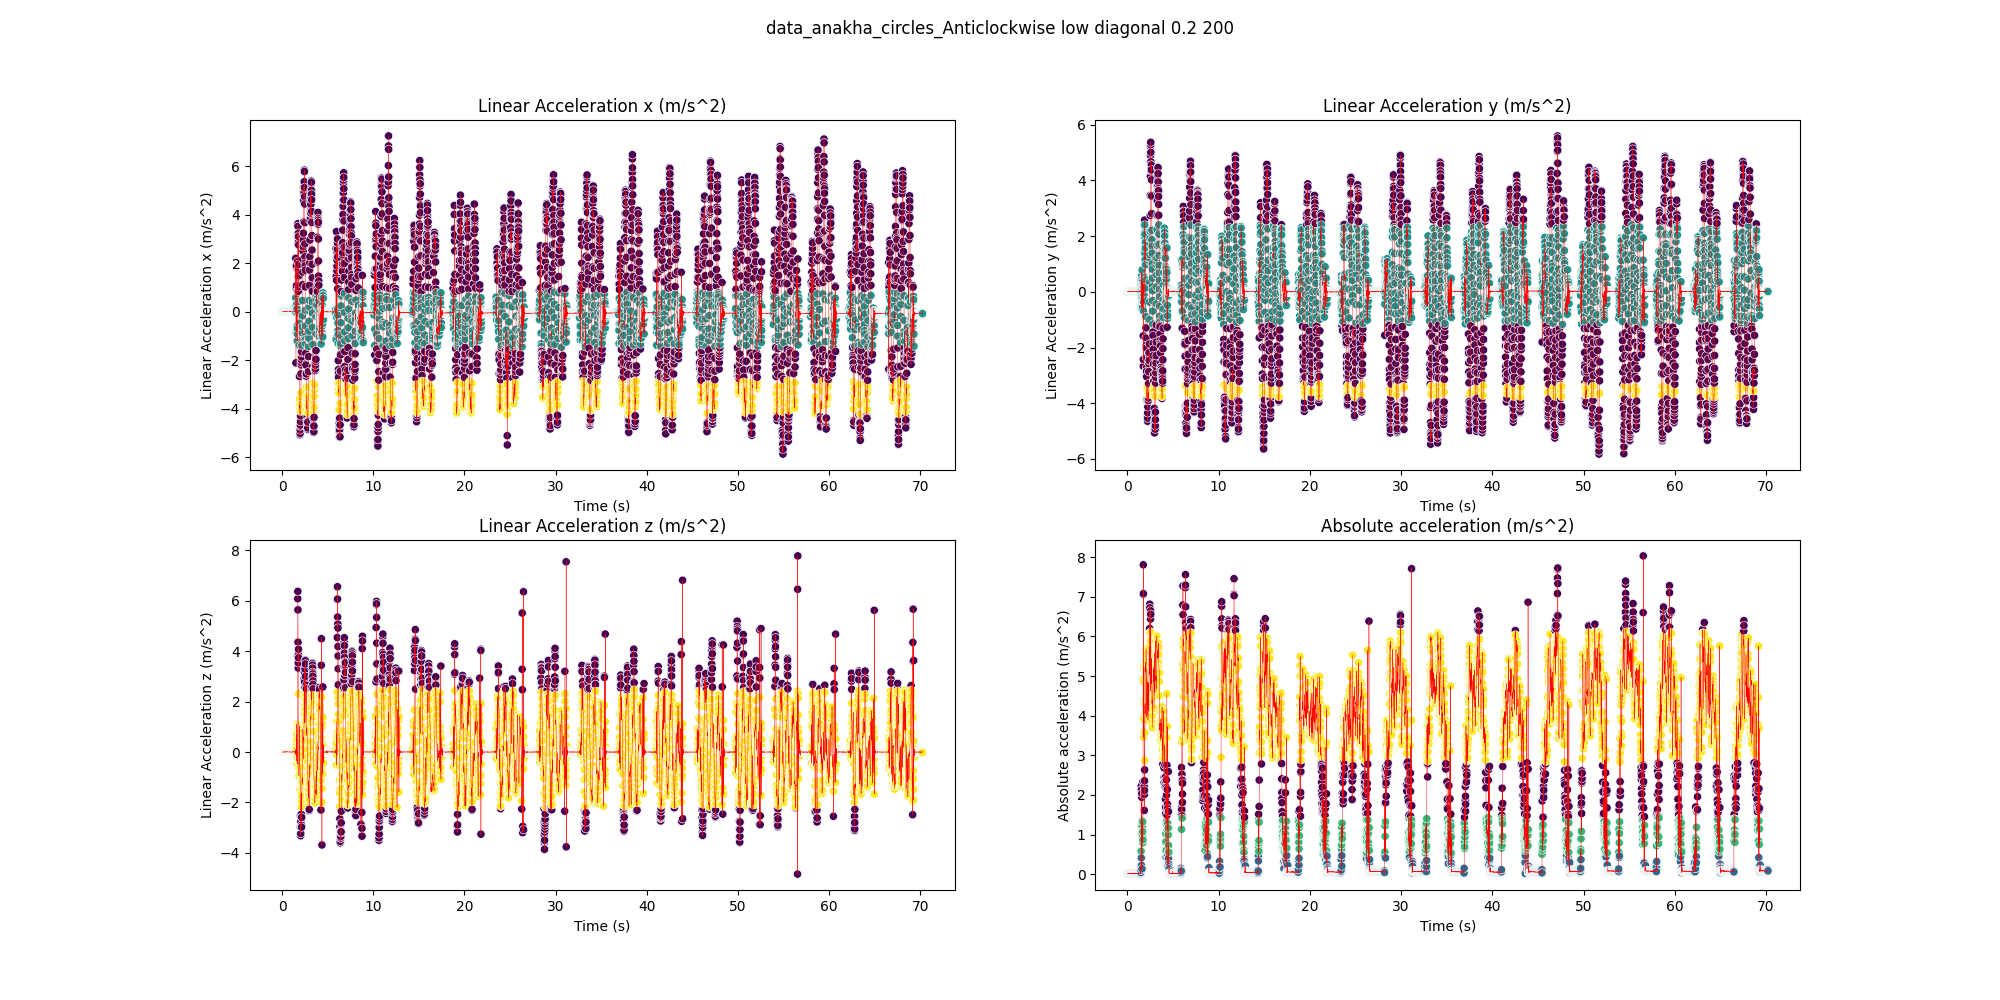 data_anakha_circles_Anticlockwise low diagonal 0.2 200
Linear Acceleration x (m/s^2)
Linear Acceleration x (m/s^2)
6
4
2
0
−2
−4
−6
0 10 20 30 40 50 60 70
Time (s)
Linear Acceleration y (m/s^2)
Linear Acceleration y (m/s^2)
6
4
2
0
−2
−4
−6
0 10 20 30 40 50 60 70
Time (s)
Linear Acceleration z (m/s^2)
Linear Acceleration z (m/s^2)
8
6
4
2
0
−2
−4
0 10 20 30 40 50 60 70
Time (s)
Absolute acceleration (m/s^2)
Absolute acceleration (m/s^2)
8
7
6
5
4
3
2
1
0
0 10 20 30 40 50 60 70
Time (s)